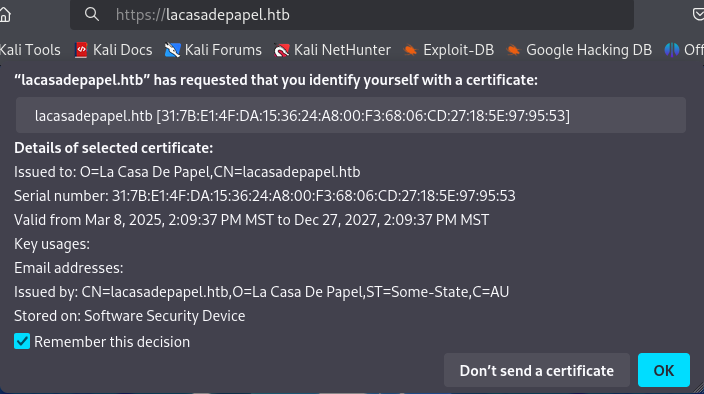 https://lacasadepapel.htb
Kali Tools Kali Docs Kali Forums Kali NetHunter Exploit-DB Google Hacking DB Off
“lacasadepapel.htb” has requested that you identify yourself with a certificate:
lacasadepapel.htb [31:7B:E1:4F:DA:15:36:24:A8:00:F3:68:06:CD:27:18:5E:97:95:53]
Details of selected certificate:
Issued to: O=La Casa De Papel,CN=lacasadepapel.htb
Serial number: 31:7B:E1:4F:DA:15:36:24:A8:00:F3:68:06:CD:27:18:5E:97:95:53
Valid from Mar 8, 2025, 2:09:37 PM MST to Dec 27, 2027, 2:09:37 PM MST
Key usages:
Email addresses:
Issued by: CN=lacasadepapel.htb,O=La Casa De Papel,ST=Some-State,C=AU
Stored on: Software Security Device
Remember this decision
Don’t send a certificate OK